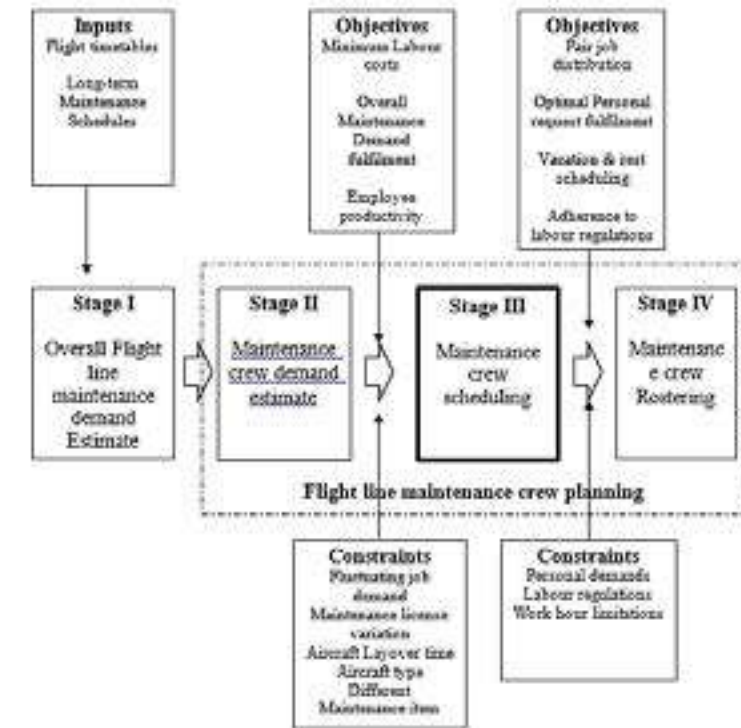 Inputs
Flight timetables
Long-term
Maintenance
Schedules
Objectives
Minimum Labour
costs
Overall
Maintenance
Demand
fulfilment
Employee
productivity
Objectives
Fair job
distribution
Optimal Personal
request fulfilment
Vacation & rest
scheduling
Adherence to
labour regulations
Stage I
Overall Flight
line
maintenance
demand
Estimate
Stage II
Maintenance
crew demand
estimate
Stage III
Maintenance
crew
scheduling
Stage IV
Maintenanc
e crew
Rostering
Flight line maintenance crew planning
Constraints
Fluctuating job
demand
Maintenance license
variation
Aircraft Layover time
Aircraft type
Different
Maintenance item
Constraints
Personal demands
Labour regulations
Work hour limitations